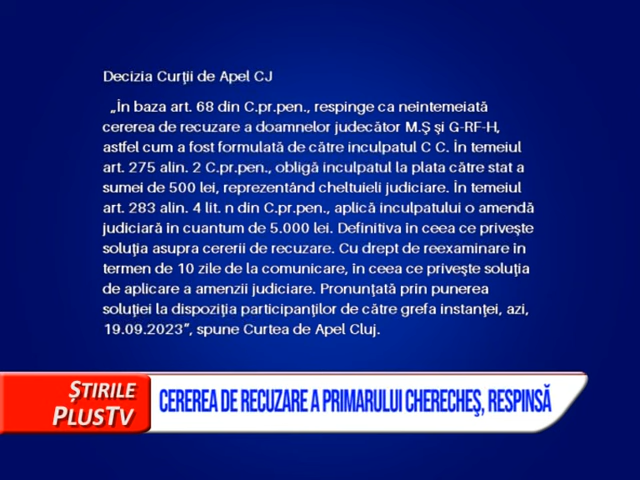 Decizia Curţii de Apel CJ
„În baza art. 68 din C.pr.pen., respinge ca neintemeiată
cererea de recuzare a doamnelor judecător M.Ş şi G-RF-H,
astfel cum a fost formulată de către inculpatul C C. În temeiul
art. 275 alin. 2 C.pr.pen., obligă inculpatul la plata către stat a
sumei de 500 lei, reprezentând cheltuieli judiciare. În temeiul
art. 283 alin. 4 lit. n din C.pr.pen., aplică inculpatului o amendă
judiciară în cuantum de 5.000 lei. Definitiva în ceea ce priveşte
soluţia asupra cererii de recuzare. Cu drept de reexaminare în
termen de 10 zile de la comunicare, în ceea ce priveşte soluţia
de aplicare a amenzii judiciare. Pronunţată prin punerea
soluţiei la dispoziţia participanţilor de către grefa instanţei, azi,
19.09.2023”, spune Curtea de Apel Cluj.
ȘTIRILE
PLUSTV
CEREREA DE RECUZARE A PRIMARULUI CHERECHEŞ, RESPINSĂ